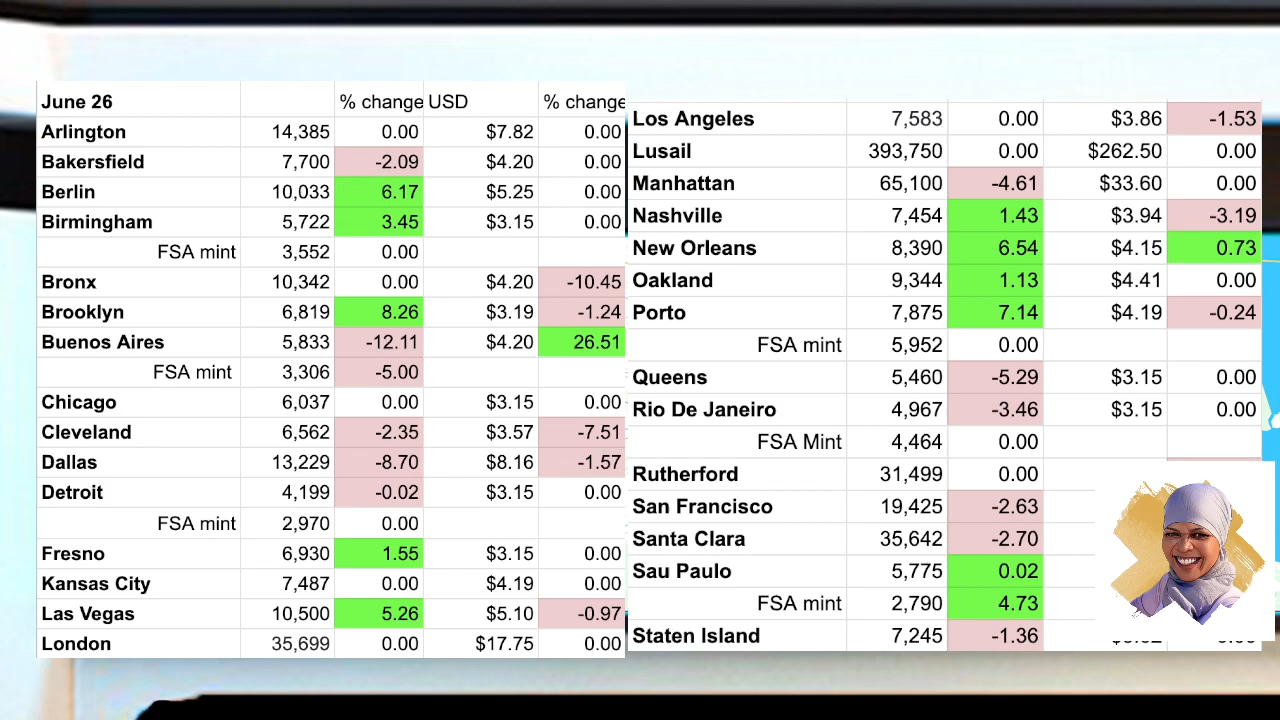 June 26 % change USD % change
Arlington 14,385 0.00 $7.82 0.00
Bakersfield 7,700 -2.09 $4.20 0.00
Berlin 10,033 6.17 $5.25 0.00
Birmingham 5,722 3.45 $3.15 0.00
FSA mint 3,552 0.00
Bronx 10,342 0.00 $4.20 -10.45
Brooklyn 6,819 8.26 $3.19 -1.24
Buenos Aires 5,833 -12.11 $4.20 26.51
FSA mint 3,306 -5.00
Chicago 6,037 0.00 $3.15 0.00
Cleveland 6,562 -2.35 $3.57 -7.51
Dallas 13,229 -8.70 $8.16 -1.57
Detroit 4,199 -0.02 $3.15 0.00
FSA mint 2,970 0.00
Fresno 6,930 1.55 $3.15 0.00
Kansas City 7,487 0.00 $4.19 0.00
Las Vegas 10,500 5.26 $5.10 -0.97
London 35,699 0.00 $17.75 0.00
Los Angeles 7,583 0.00 $3.86 -1.53
Lusail 393,750 0.00 $262.50 0.00
Manhattan 65,100 -4.61 $33.60 0.00
Nashville 7,454 1.43 $3.94 -3.19
New Orleans 8,390 6.54 $4.15 0.73
Oakland 9,344 1.13 $4.41 0.00
Porto 7,875 7.14 $4.19 -0.24
FSA mint 5,952 0.00
Queens 5,460 -5.29 $3.15 0.00
Rio De Janeiro 4,967 -3.46 $3.15 0.00
FSA Mint 4,464 0.00
Rutherford 31,499 0.00
San Francisco 19,425 -2.63
Santa Clara 35,642 -2.70
Sau Paulo 5,775 0.02
FSA mint 2,790 4.73
Staten Island 7,245 -1.36